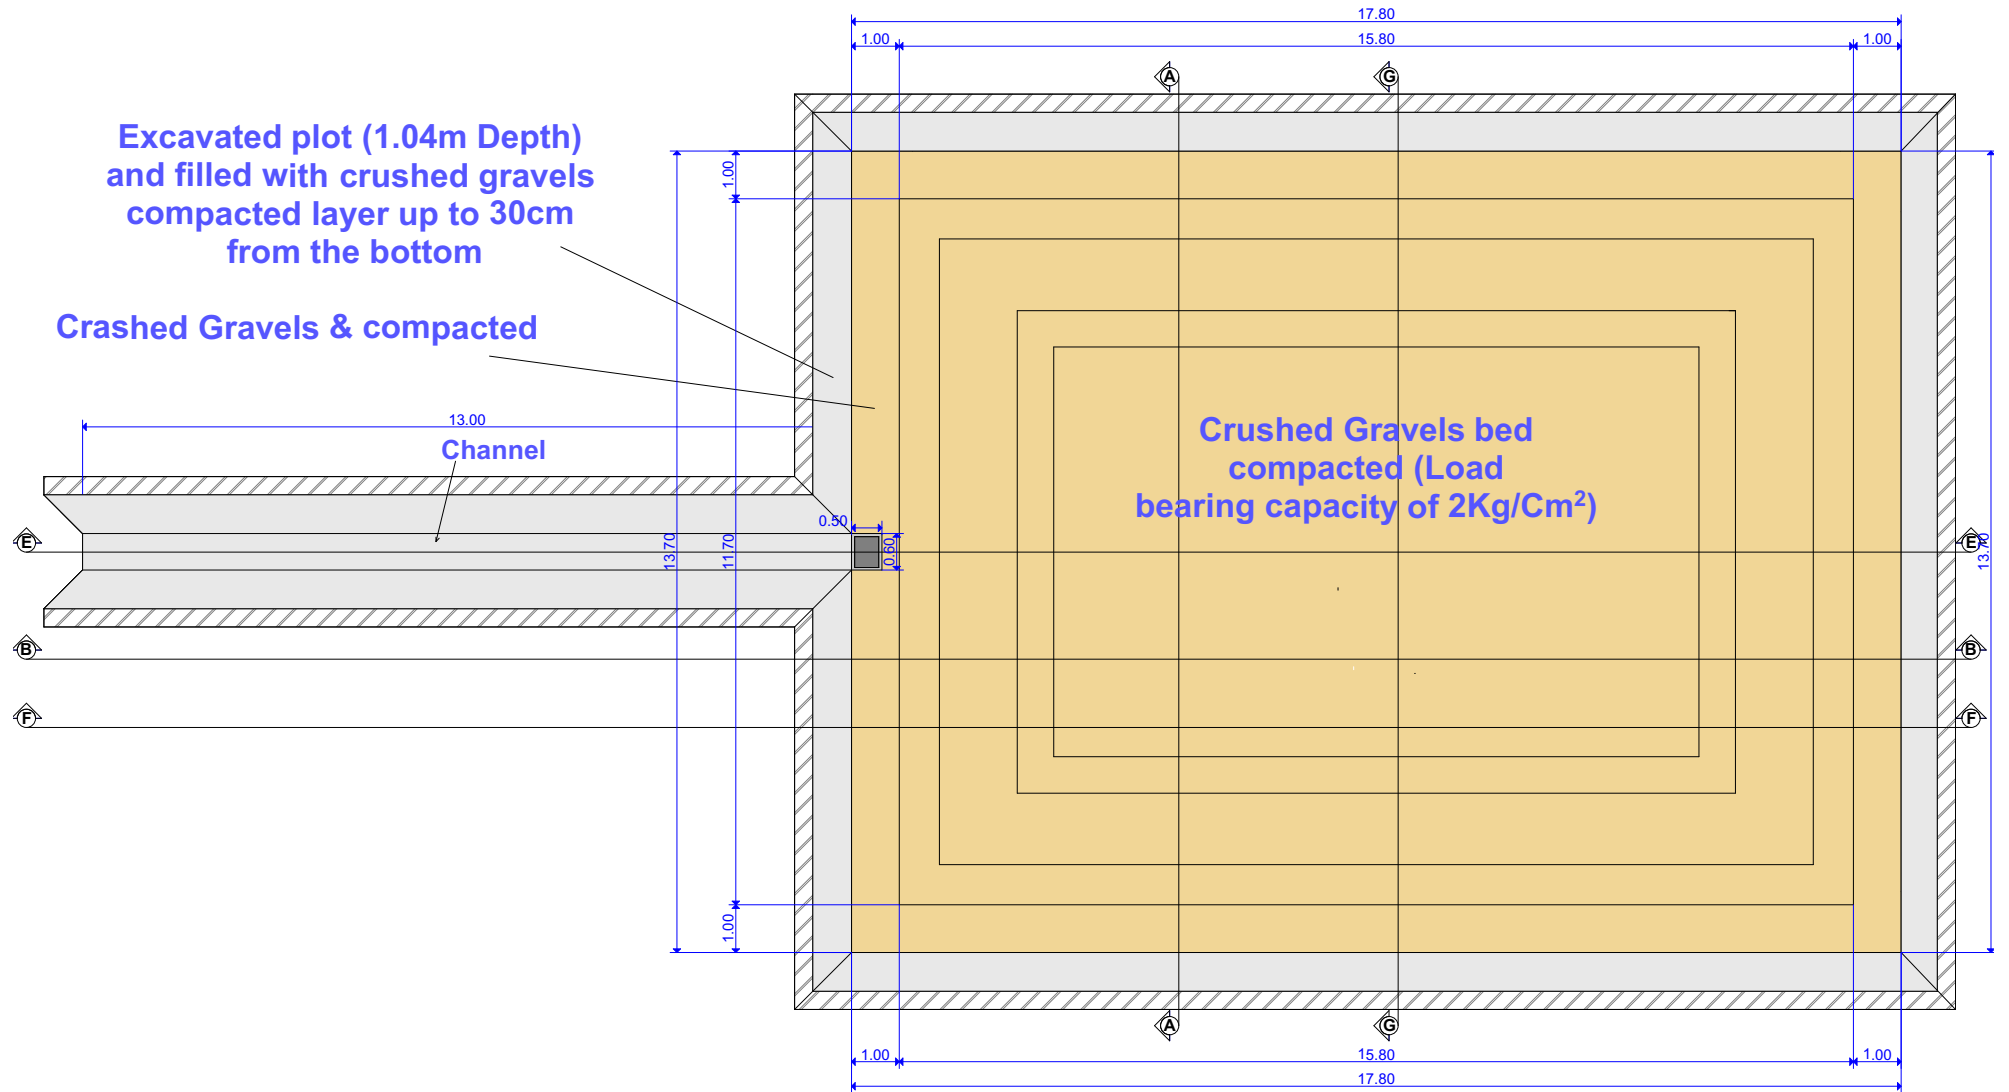 17.80
1.00
15.80
1.00
A
G
Excavated plot (1.04m Depth)
and filled with crushed gravels
compacted layer up to 30cm
from the bottom
1.00
Crashed Gravels & compacted
13.00
Channel
Crushed Gravels bed
compacted (Load
bearing capacity of 2Kg/Cm²)
0.50
0.60
13.70
11.70
13.70
E
E
B
B
F
F
1.00
A
G
1.00
15.80
1.00
17.80